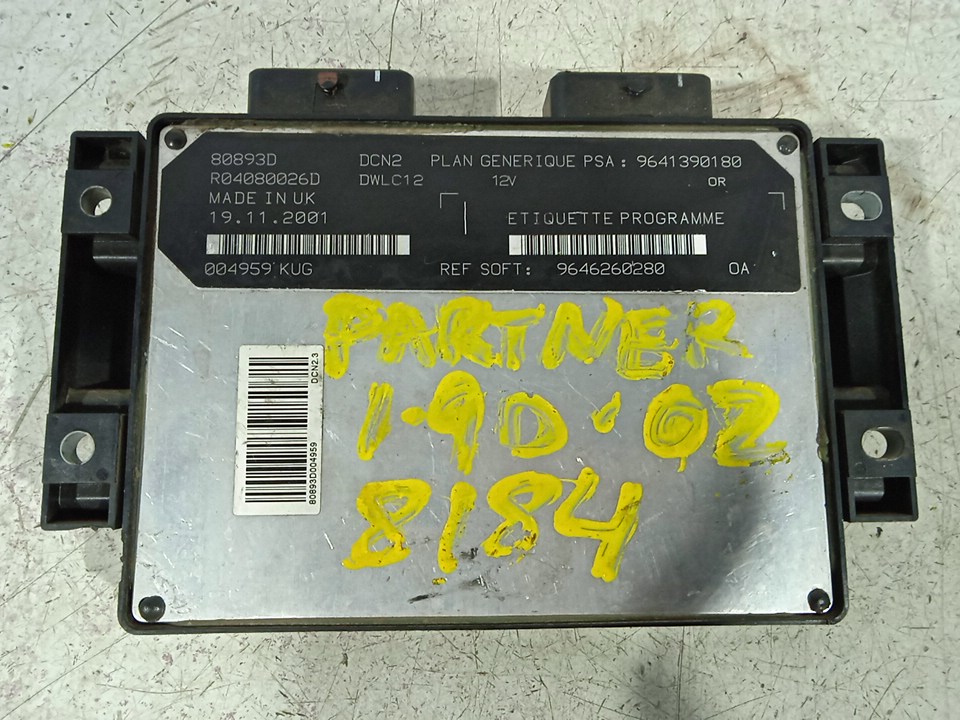 80893D DCN2 PLAN GENERIQUE PSA : 9641390180
R04080026D DWLC12 12V OR
MADE IN UK
19.11.2001 ETIQUETTE PROGRAMME
004959 KUG REF SOFT: 9646260280 OA
DCN2.3
80893D004959
PARTNER
1.9D.02
8184